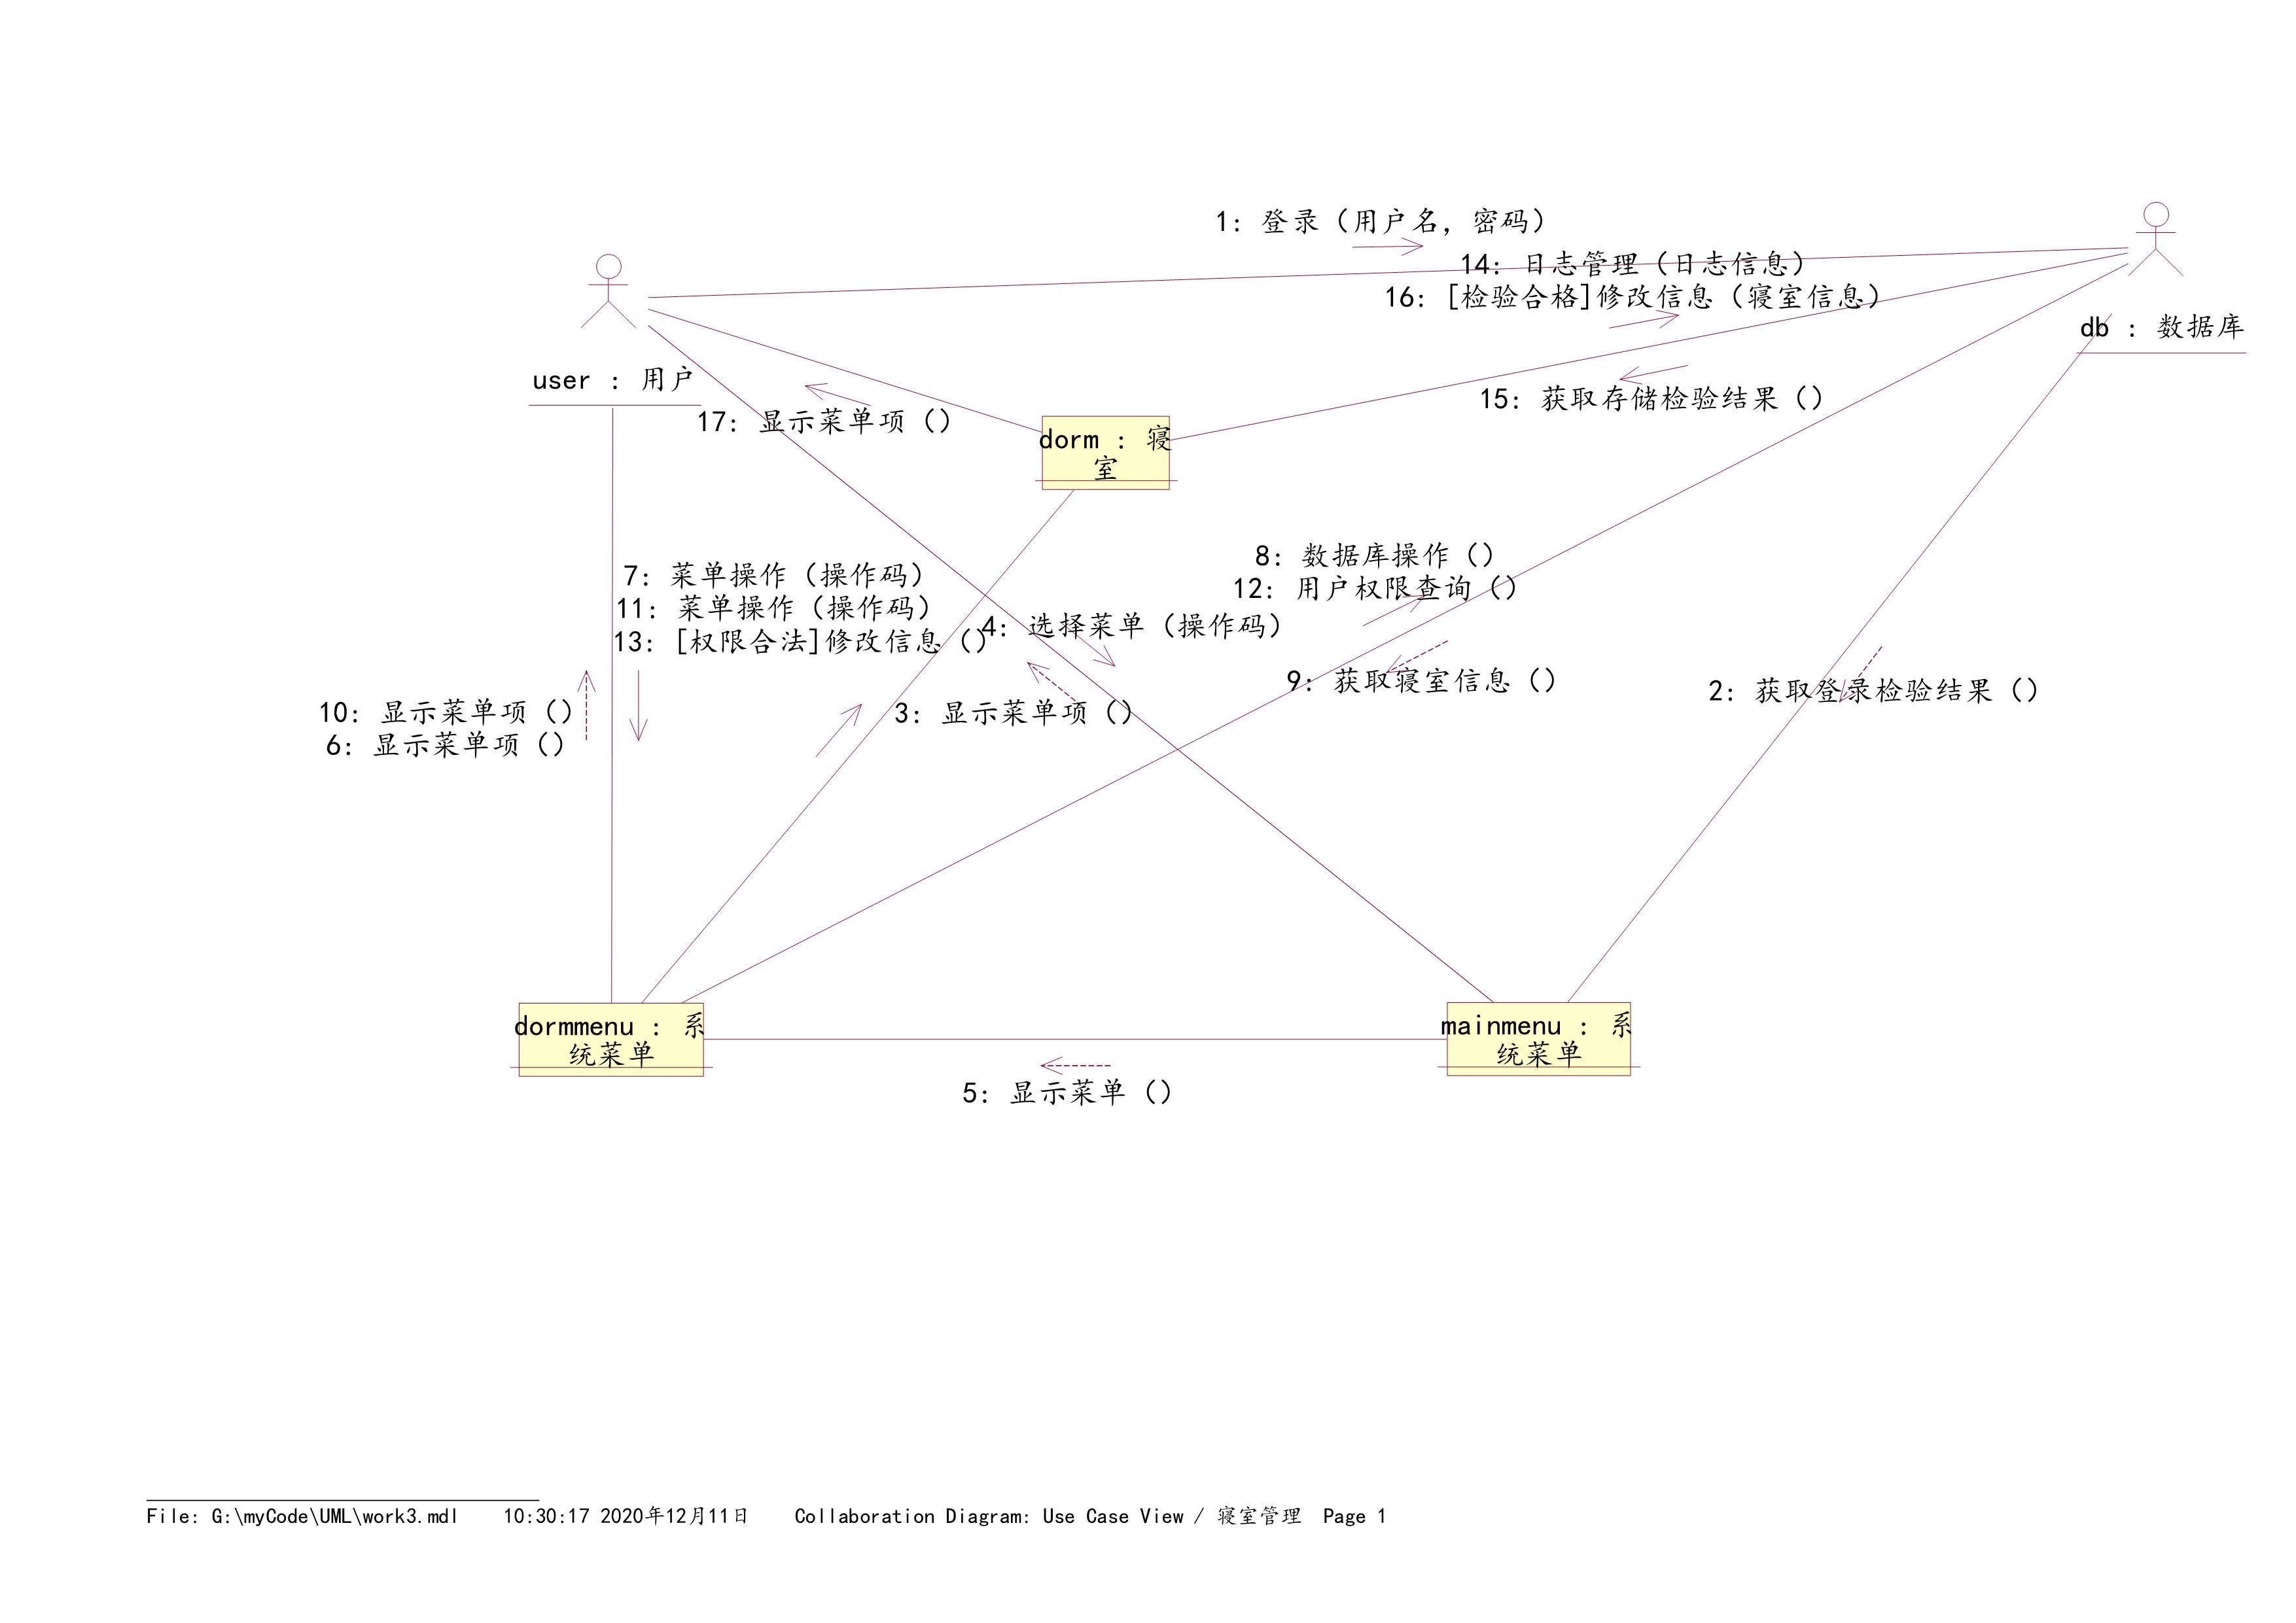 1: 登录（用户名，密码）
14: 日志管理（日志信息）
16: [检验合格]修改信息（寝室信息）
db : 数据库
user : 用户
15: 获取存储检验结果（）
17: 显示菜单项（）
dorm : 寝
室
8: 数据库操作（）
7: 菜单操作（操作码）
12: 用户权限查询（）
11: 菜单操作（操作码）
4: 选择菜单（操作码）
13: [权限合法]修改信息（）
9: 获取寝室信息（）
2: 获取登录检验结果（）
10: 显示菜单项（）
3: 显示菜单项（）
6: 显示菜单项（）
dormmenu : 系
统菜单
mainmenu : 系
统菜单
5: 显示菜单（）
File: G:\myCode\UML\work3.mdl 10:30:17 2020年12月11日 Collaboration Diagram: Use Case View / 寝室管理 Page 1